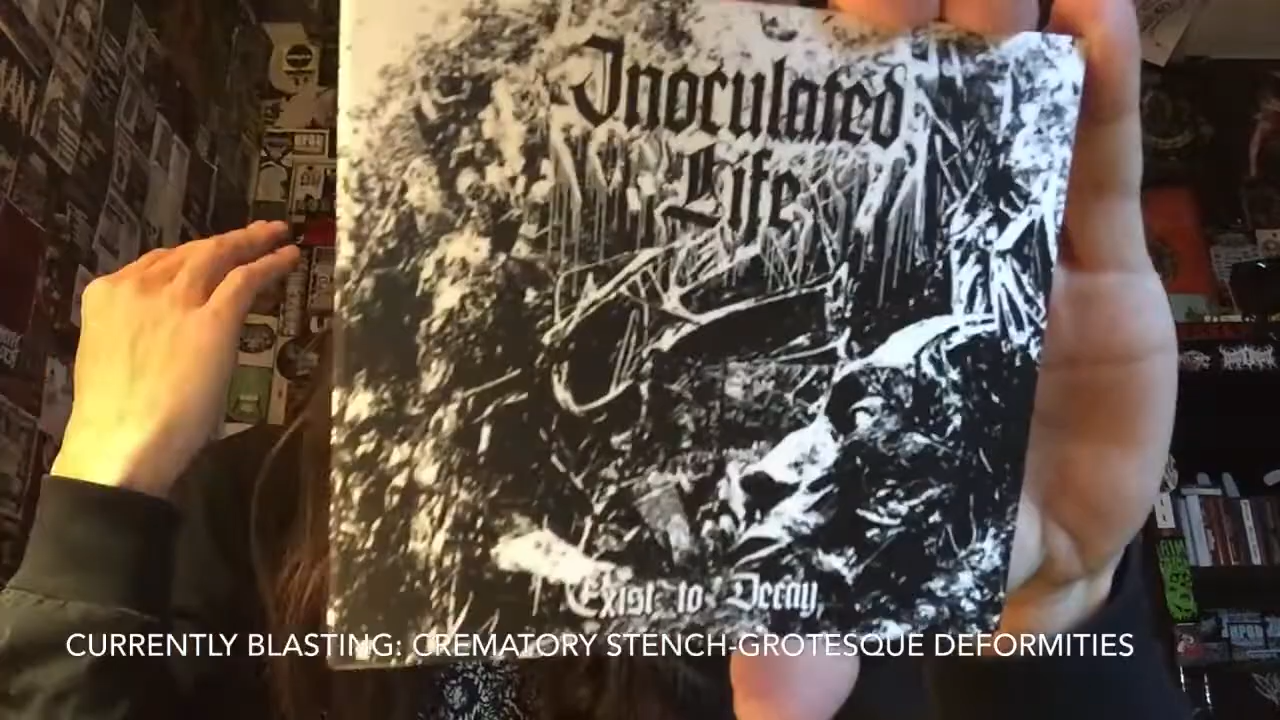 Inoculated
Life
Exist to Decay
CURRENTLY BLASTING: CREMATORY STENCH-GROTESQUE DEFORMITIES